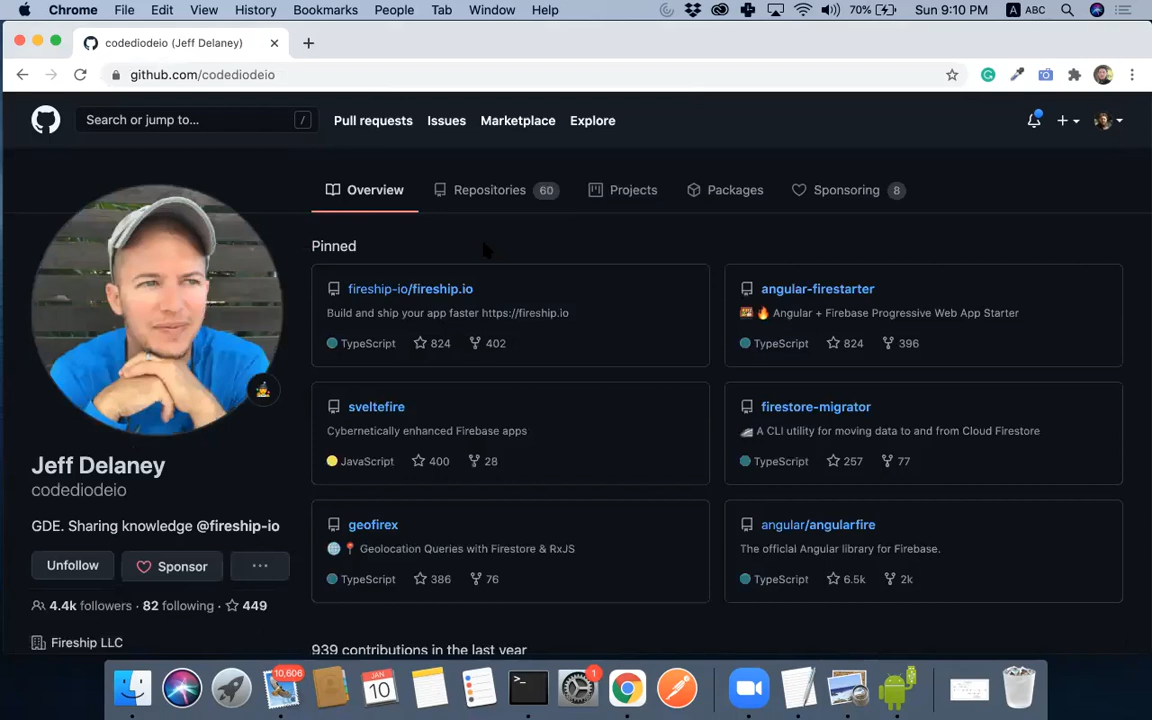 Chrome File Edit View History Bookmarks People Tab Window Help 70% Sun 9:10 PM A ABC
codediodeio (Jeff Delaney)
github.com/codediodeio
Search or jump to... / Pull requests Issues Marketplace Explore
Overview Repositories 60 Projects Packages Sponsoring 8
Pinned
fireship-io/fireship.io
Build and ship your app faster https://fireship.io
TypeScript 824 402
angular-firestarter
Angular + Firebase Progressive Web App Starter
TypeScript 824 396
sveltefire
Cybernetically enhanced Firebase apps
JavaScript 400 28
firestore-migrator
A CLI utility for moving data to and from Cloud Firestore
TypeScript 257 77
geofirex
Geolocation Queries with Firestore & RxJS
TypeScript 386 76
angular/angularfire
The official Angular library for Firebase.
TypeScript 6.5k 2k
939 contributions in the last year
Jeff Delaney
codediodeio
GDE. Sharing knowledge @fireship-io
Unfollow Sponsor ...
4.4k followers · 82 following · 449
Fireship LLC
10,606 JAN 10 1